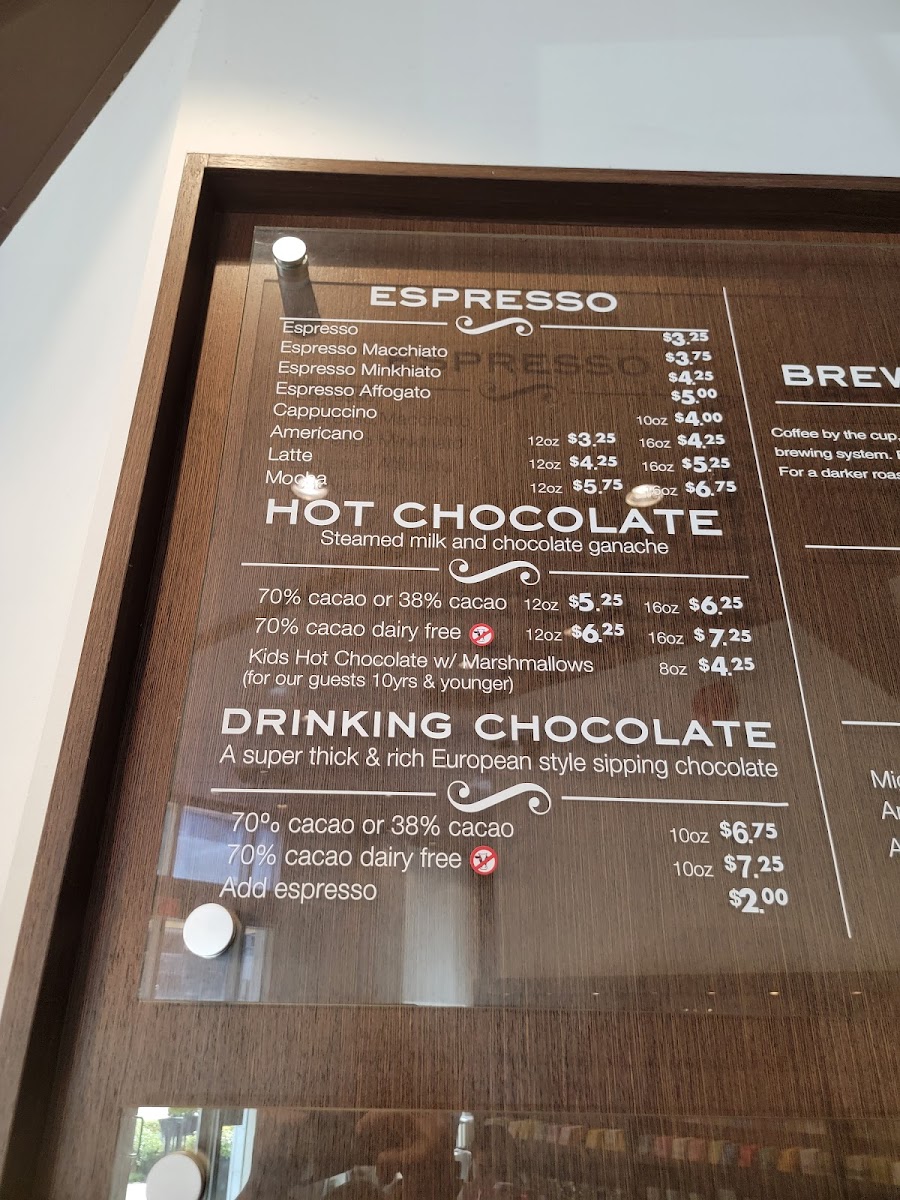 ESPRESSO
Espresso $3.25
Espresso Macchiato $3.75
Espresso Minkhiato $4.25
Espresso Affogato $5.00
Cappuccino 10oz $4.00
Americano 12oz $3.25 16oz $4.25
Latte 12oz $4.25 16oz $5.25
Mocha 12oz $5.75 16oz $6.75
HOT CHOCOLATE
Steamed milk and chocolate ganache
70% cacao or 38% cacao 12oz $5.25 16oz $6.25
70% cacao dairy free 12oz $6.25 16oz $7.25
Kids Hot Chocolate w/ Marshmallows 8oz $4.25
(for our guests 10yrs & younger)
DRINKING CHOCOLATE
A super thick & rich European style sipping chocolate
70% cacao or 38% cacao 10oz $6.75
70% cacao dairy free 10oz $7.25
Add espresso $2.00
BREW
Coffee by the cup.
brewing system.
For a darker roas